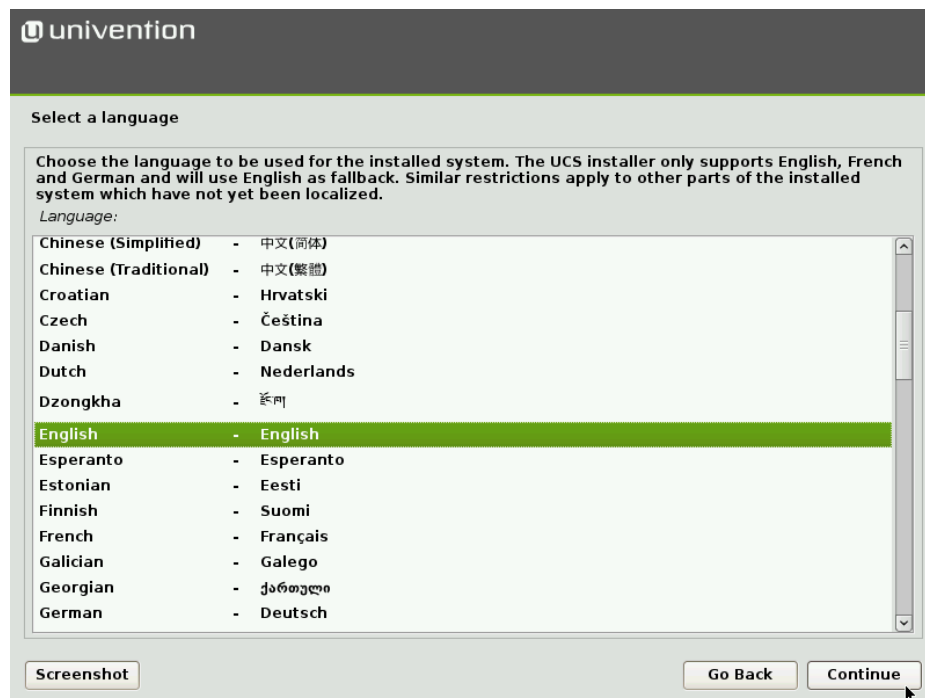 univention
Select a language
Choose the language to be used for the installed system. The UCS installer only supports English, French
and German and will use English as fallback. Similar restrictions apply to other parts of the installed
system which have not yet been localized.
Language:
Chinese (Simplified) - 中文(简体)
Chinese (Traditional) - 中文(繁體)
Croatian - Hrvatski
Czech - Čeština
Danish - Dansk
Dutch - Nederlands
Dzongkha - རྫོང་ཁ།
English - English
Esperanto - Esperanto
Estonian - Eesti
Finnish - Suomi
French - Français
Galician - Galego
Georgian - ქართული
German - Deutsch
Screenshot Go Back Continue